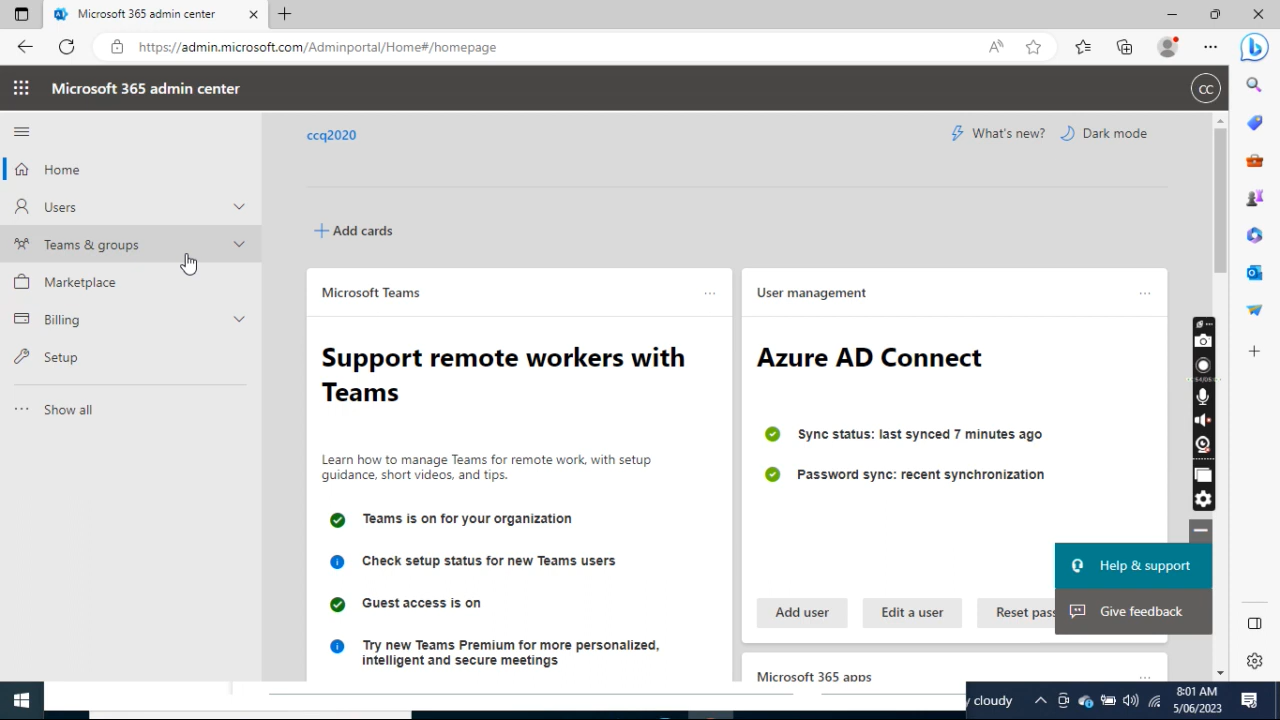 Microsoft 365 admin center
https://admin.microsoft.com/Adminportal/Home#/homepage
Microsoft 365 admin center
CC
ccq2020
What's new?
Dark mode
Home
Users
Teams & groups
Marketplace
Billing
Setup
Show all
Add cards
Microsoft Teams
Support remote workers with
Teams
Learn how to manage Teams for remote work, with setup
guidance, short videos, and tips.
Teams is on for your organization
Check setup status for new Teams users
Guest access is on
Try new Teams Premium for more personalized,
intelligent and secure meetings
User management
Azure AD Connect
Sync status: last synced 7 minutes ago
Password sync: recent synchronization
Add user
Edit a user
Reset pass
Help & support
Give feedback
Microsoft 365 apps
cloudy
8:01 AM
5/06/2023